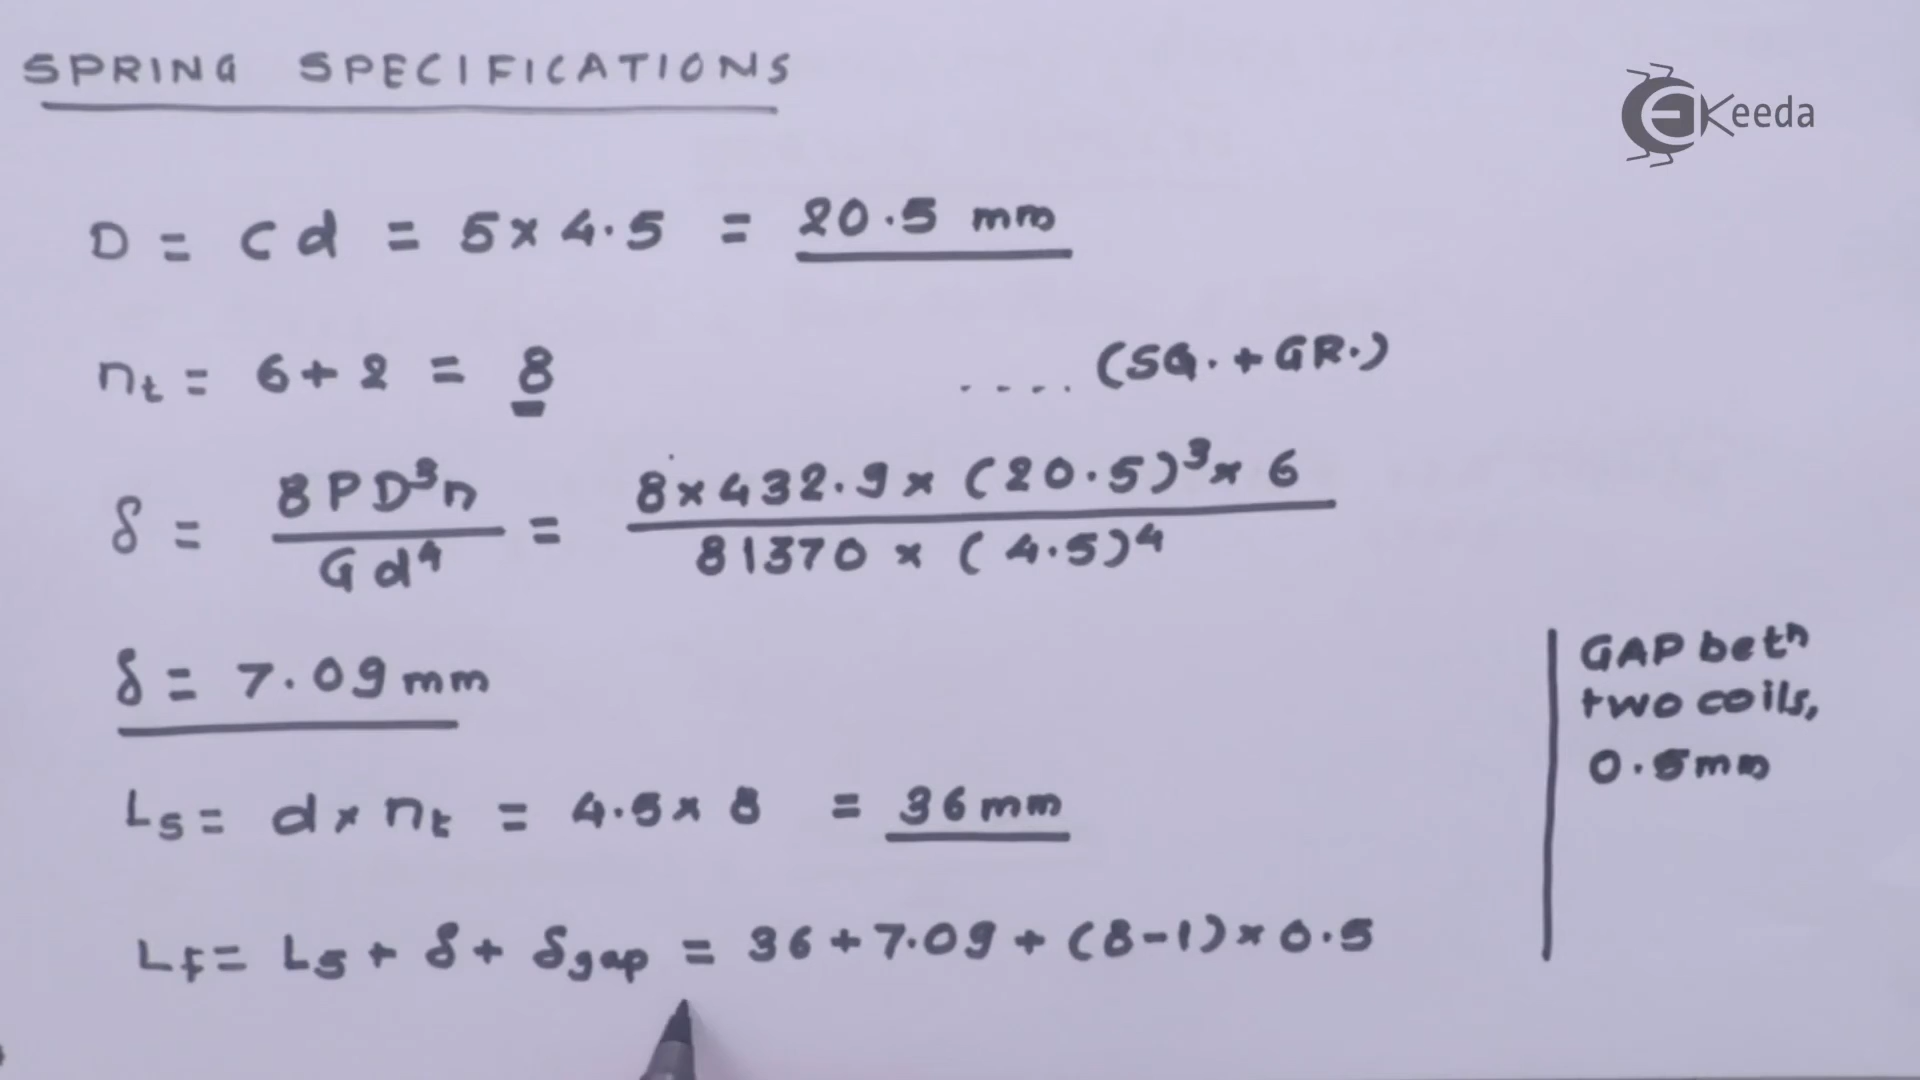 SPRING SPECIFICATIONS
Keeda
D = Cd = 5 × 4.5 = 20.5 mm
nt = 6 + 2 = 8 .... (SQ. + GR.)
δ = 8PD³n / Gd⁴ = 8 × 432.9 × (20.5)³ × 6 / 81370 × (4.5)⁴
δ = 7.09 mm
GAP betn
two coils,
0.5mm
Ls = d × nt = 4.5 × 8 = 36 mm
Lf = Ls + δ + δgap = 36 + 7.09 + (8-1) × 0.5